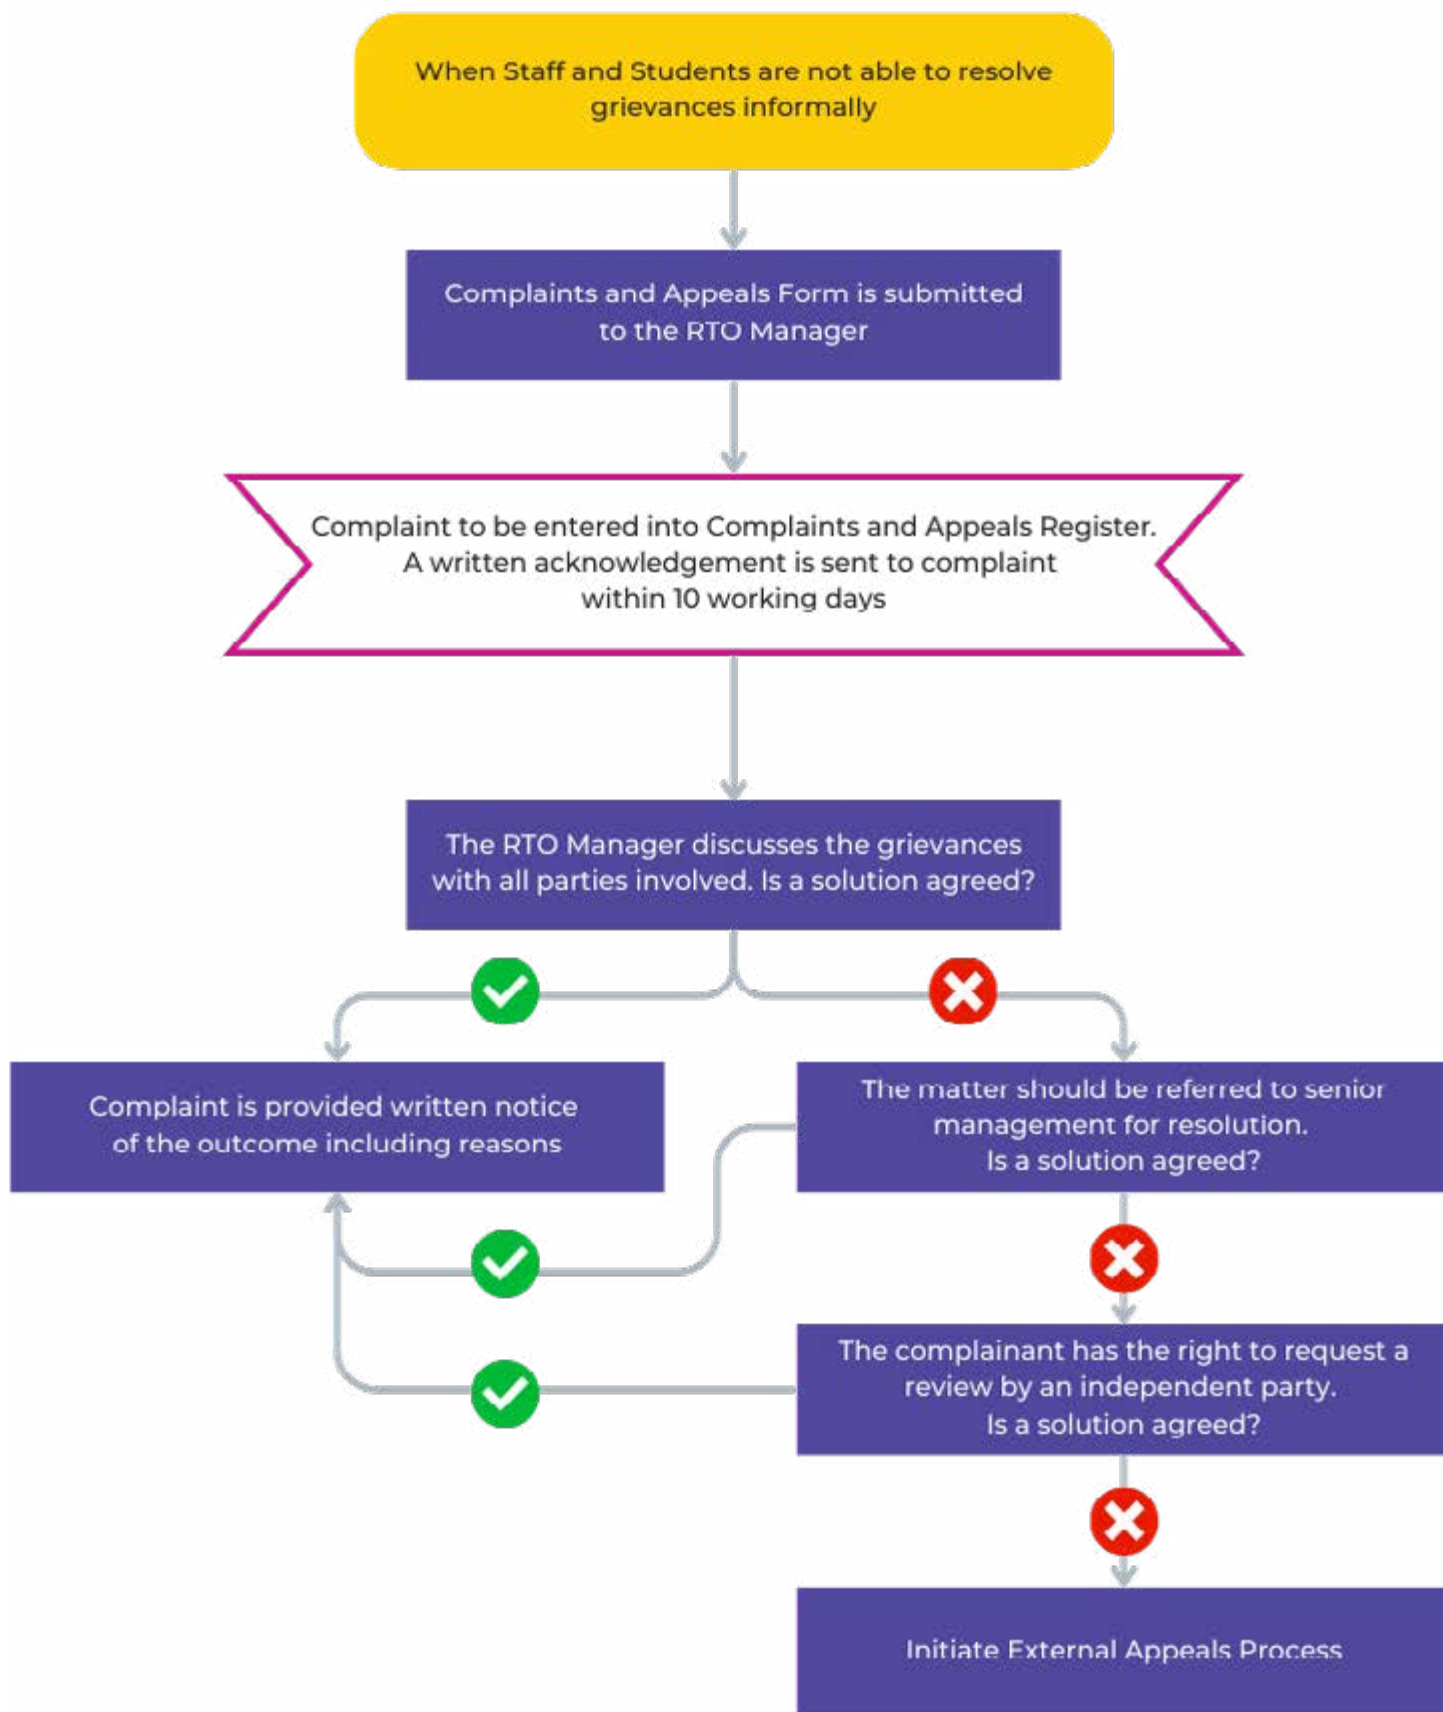 When Staff and Students are not able to resolve
grievances informally
Complaints and Appeals Form is submitted
to the RTO Manager
Complaint to be entered into Complaints and Appeals Register.
A written acknowledgement is sent to complaint
within 10 working days
The RTO Manager discusses the grievances
with all parties involved. Is a solution agreed?
Complaint is provided written notice
of the outcome including reasons
The matter should be referred to senior
management for resolution.
Is a solution agreed?
The complainant has the right to request a
review by an independent party.
Is a solution agreed?
Initiate External Appeals Process